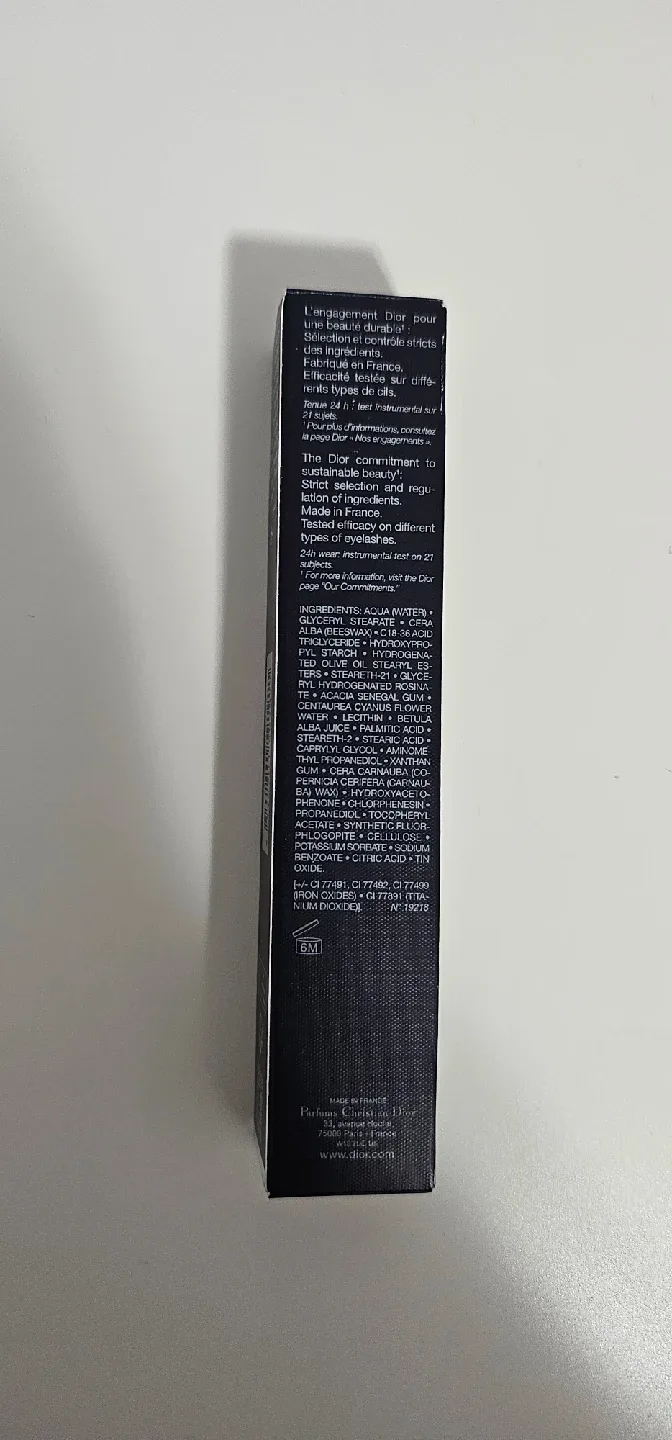 L'engagement Dior pour
une beauté durable¹ :
Sélection et contrôle stricts
des ingrédients.
Fabriqué en France.
Efficacité testée sur diffé-
rents types de cils.
Tenue 24 h : test instrumental sur
21 sujets.
¹ Pour plus d'informations, consultez
la page Dior « Nos engagements ».
The Dior commitment to
sustainable beauty¹:
Strict selection and regu-
lation of ingredients.
Made in France.
Tested efficacy on different
types of eyelashes.
24h wear: instrumental test on 21
subjects.
¹ For more information, visit the Dior
page "Our Commitments."
INGREDIENTS: AQUA (WATER) •
GLYCERYL STEARATE • CERA
ALBA (BEESWAX) • C18-36 ACID
TRIGLYCERIDE • HYDROXYPRO-
PYL STARCH • HYDROGENA-
TED OLIVE OIL STEARYL ES-
TERS • STEARETH-21 • GLYCE-
RYL HYDROGENATED ROSINA-
TE • ACACIA SENEGAL GUM •
CENTAUREA CYANUS FLOWER
WATER • LECITHIN • BETULA
ALBA JUICE • PALMITIC ACID •
STEARETH-2 • STEARIC ACID •
CAPRYLYL GLYCOL • AMINOME
THYL PROPANEDIOL • XANTHAN
GUM • CERA CARNAUBA (CO-
PERNICIA CERIFERA (CARNAU-
BA) WAX) • HYDROXYACETO-
PHENONE • CHLORPHENESIN •
PROPANEDIOL • TOCOPHERYL
ACETATE • SYNTHETIC FLUOR-
PHLOGOPITE • CELLULOSE •
POTASSIUM SORBATE • SODIUM
BENZOATE • CITRIC ACID • TIN
OXIDE.
[+/- CI 77491, CI 77492, CI 77499
(IRON OXIDES) • CI 77891 (TITA-
NIUM DIOXIDE)]. N° 19218
6M
MADE IN FRANCE
Parfums Christian Dior
33, avenue Hoche
75008 Paris - France
www.dior.com